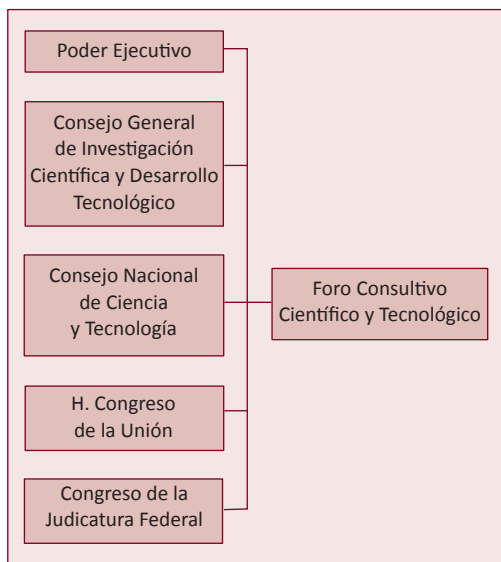 Poder Ejecutivo
Consejo General
de Investigación
Científica y Desarrollo
Tecnológico
Consejo Nacional
de Ciencia
y Tecnología
Foro Consultivo
Científico y Tecnológico
H. Congreso
de la Unión
Congreso de la
Judicatura Federal